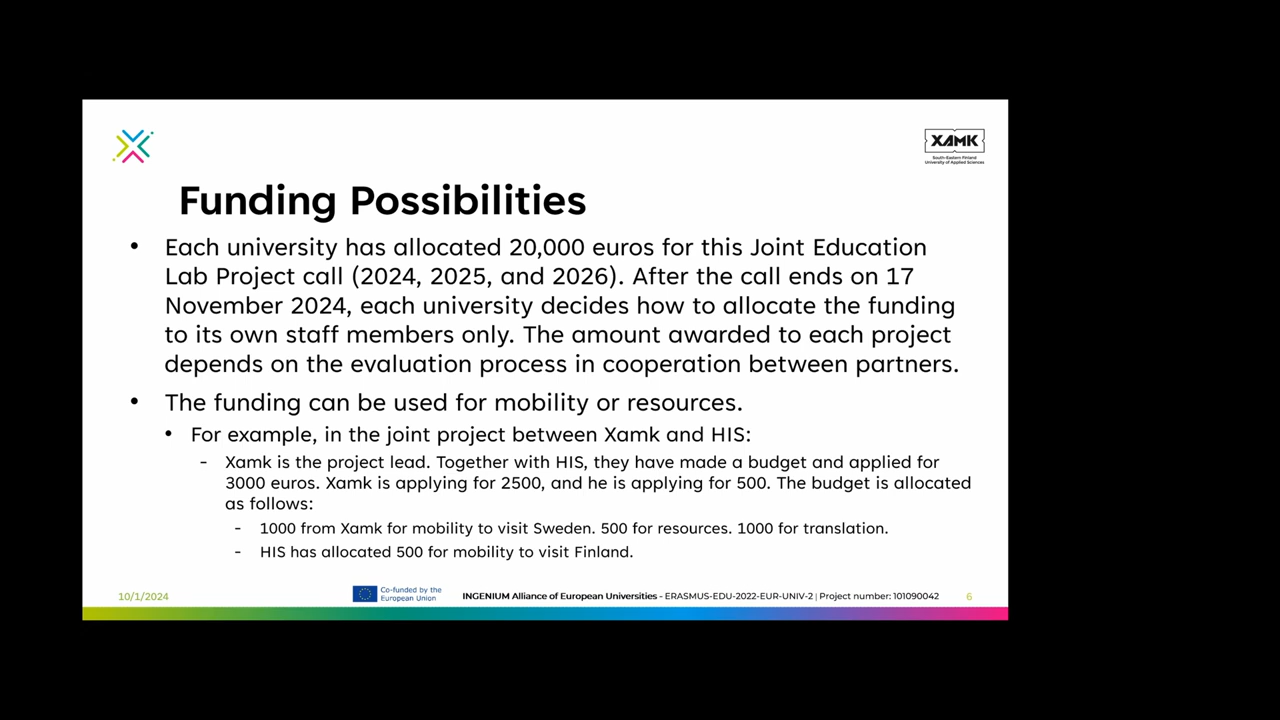 XAMK
South-Eastern Finland
University of Applied Sciences
Funding Possibilities
• Each university has allocated 20,000 euros for this Joint Education
Lab Project call (2024, 2025, and 2026). After the call ends on 17
November 2024, each university decides how to allocate the funding
to its own staff members only. The amount awarded to each project
depends on the evaluation process in cooperation between partners.
• The funding can be used for mobility or resources.
• For example, in the joint project between Xamk and HIS:
- Xamk is the project lead. Together with HIS, they have made a budget and applied for
3000 euros. Xamk is applying for 2500, and he is applying for 500. The budget is allocated
as follows:
- 1000 from Xamk for mobility to visit Sweden. 500 for resources. 1000 for translation.
- HIS has allocated 500 for mobility to visit Finland.
10/1/2024
Co-funded by the
European Union
INGENIUM Alliance of European Universities - ERASMUS-EDU-2022-EUR-UNIV-2 | Project number: 101090042
6